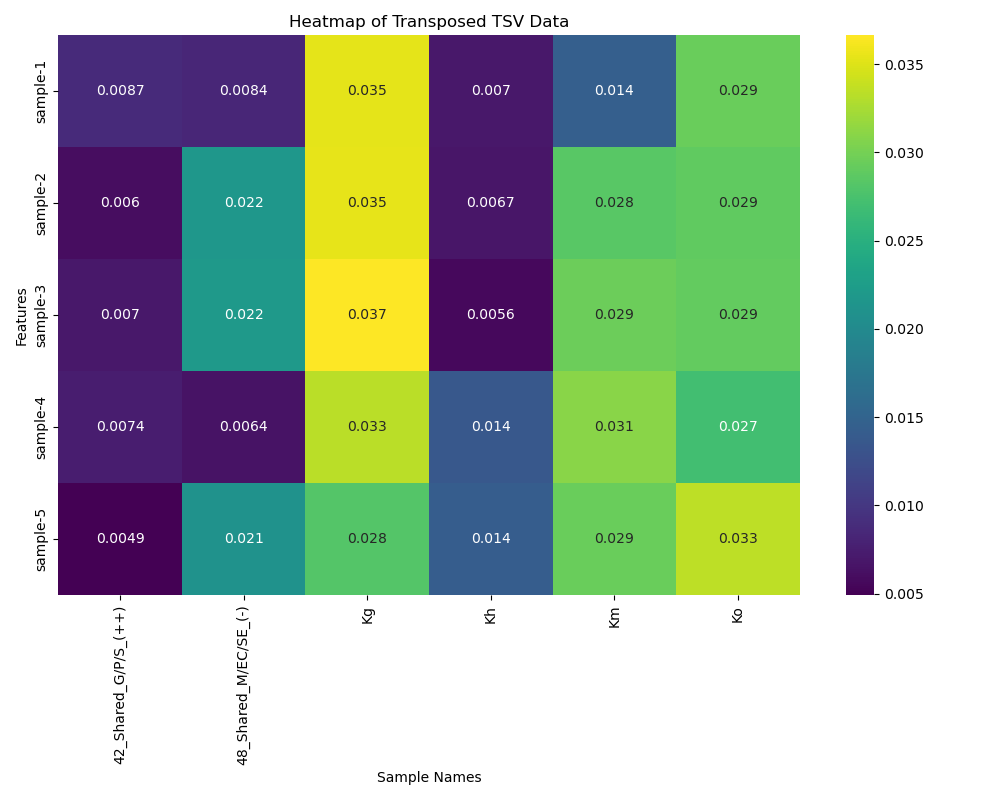 Heatmap of Transposed TSV Data
Features
sample-1 0.0087 0.0084 0.035 0.007 0.014 0.029
sample-2 0.006 0.022 0.035 0.0067 0.028 0.029
sample-3 0.007 0.022 0.037 0.0056 0.029 0.029
sample-4 0.0074 0.0064 0.033 0.014 0.031 0.027
sample-5 0.0049 0.021 0.028 0.014 0.029 0.033
42_Shared_G/P/S_(++)
48_Shared_M/EC/SE_(-)
Kg
Kh
Km
Ko
Sample Names
0.035
0.030
0.025
0.020
0.015
0.010
0.005